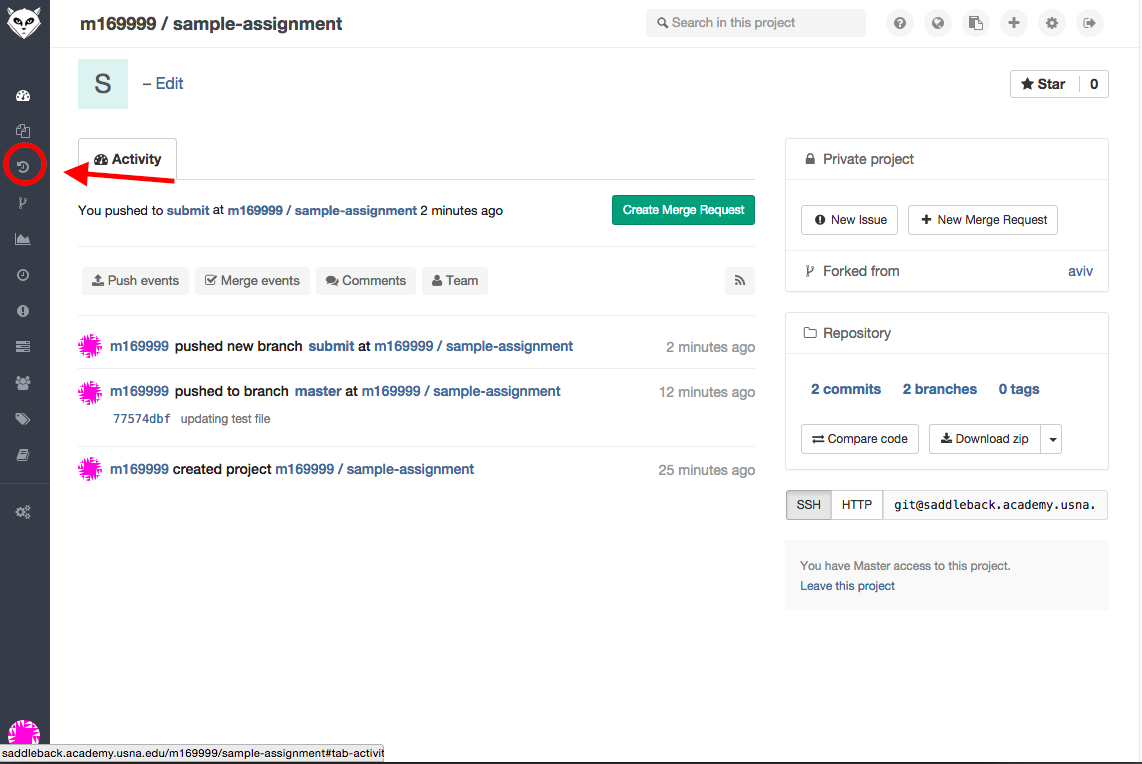 m169999 / sample-assignment
Search in this project
S
– Edit
Star 0
Activity
You pushed to submit at m169999 / sample-assignment 2 minutes ago
Create Merge Request
Push events
Merge events
Comments
Team
m169999 pushed new branch submit at m169999 / sample-assignment
2 minutes ago
m169999 pushed to branch master at m169999 / sample-assignment
12 minutes ago
77574dbf updating test file
m169999 created project m169999 / sample-assignment
25 minutes ago
Private project
New Issue
New Merge Request
Forked from
aviv
Repository
2 commits
2 branches
0 tags
Compare code
Download zip
SSH
HTTP
git@saddleback.academy.usna.
You have Master access to this project.
Leave this project
saddleback.academy.usna.edu/m169999/sample-assignment#tab-activit